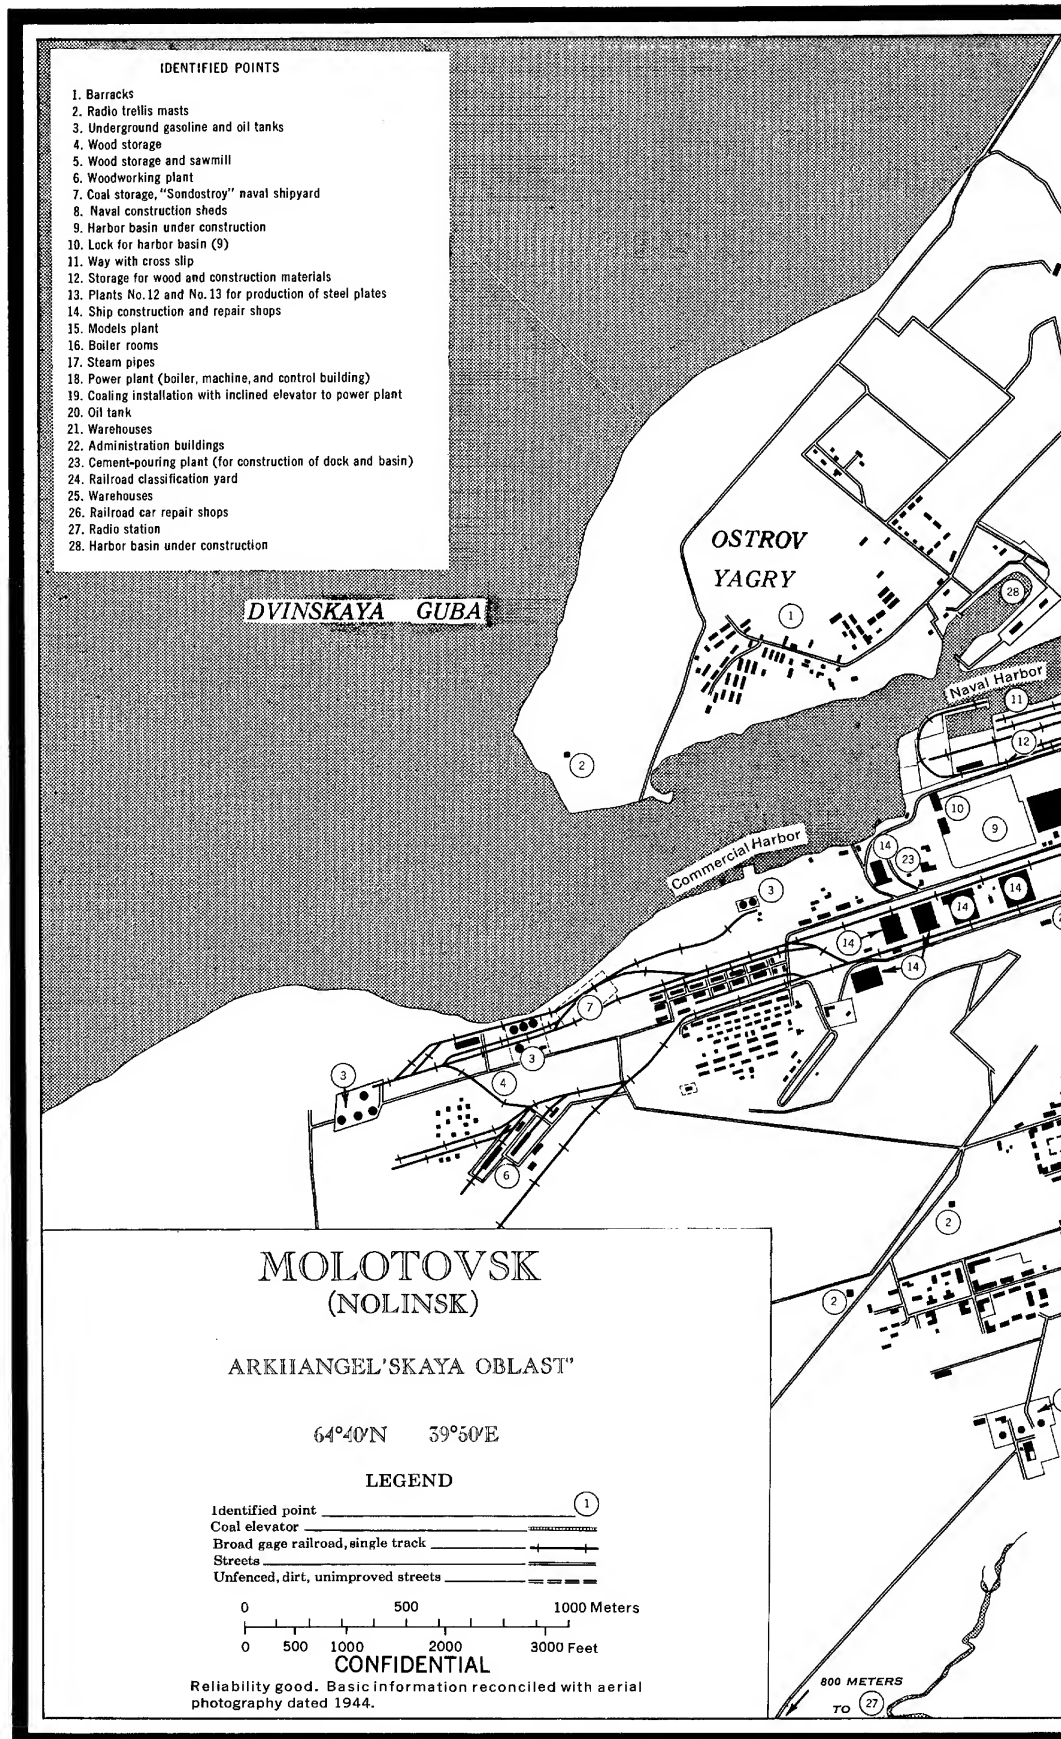 IDENTIFIED POINTS
1. Barracks
2. Radio trellis masts
3. Underground gasoline and oil tanks
4. Wood storage
5. Wood storage and sawmill
6. Woodworking plant
7. Coal storage, "Sondostroy" naval shipyard
8. Naval construction sheds
9. Harbor basin under construction
10. Lock for harbor basin (9)
11. Way with cross slip
12. Storage for wood and construction materials
13. Plants No. 12 and No. 13 for production of steel plates
14. Ship construction and repair shops
15. Models plant
16. Boiler rooms
17. Steam pipes
18. Power plant (boiler, machine, and control building)
19. Coaling installation with inclined elevator to power plant
20. Oil tank
21. Warehouses
22. Administration buildings
23. Cement-pouring plant (for construction of dock and basin)
24. Railroad classification yard
25. Warehouses
26. Railroad car repair shops
27. Radio station
28. Harbor basin under construction
OSTROV
YAGRY
DVINSKAYA GUBA
28
1
Naval Harbor
11
12
2
10
9
Commercial Harbor
14
23
3
14
14
14
14
7
3
3
4
6
2
2
MOLOTOVSK
(NOLINSK)
ARKHANGEL'SKAYA OBLAST'
64°40'N 39°50'E
LEGEND
Identified point 1
Coal elevator
Broad gage railroad, single track
Streets
Unfenced, dirt, unimproved streets
0 500 1000 Meters
0 500 1000 2000 3000 Feet
CONFIDENTIAL
Reliability good. Basic information reconciled with aerial
photography dated 1944.
800 METERS
TO 27